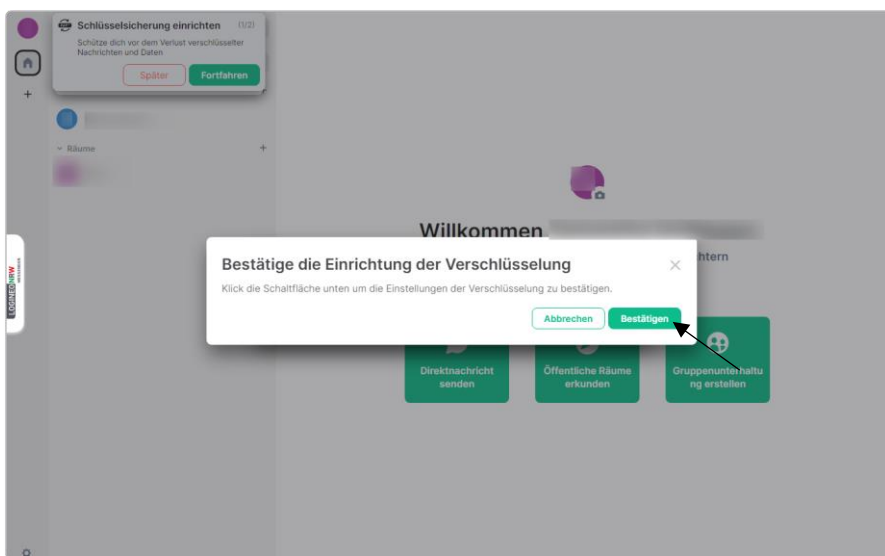 Schlüsselsicherung einrichten (1/2)
Schütze dich vor dem Verlust verschlüsselter
Nachrichten und Daten
Später Fortfahren
Räume
Willkommen
htern
Bestätige die Einrichtung der Verschlüsselung
Klick die Schaltfläche unten um die Einstellungen der Verschlüsselung zu bestätigen.
Abbrechen Bestätigen
Direktnachricht
senden
Öffentliche Räume
erkunden
Gruppenunterhaltu
ng erstellen
LOGINEONRW
MESSENGER